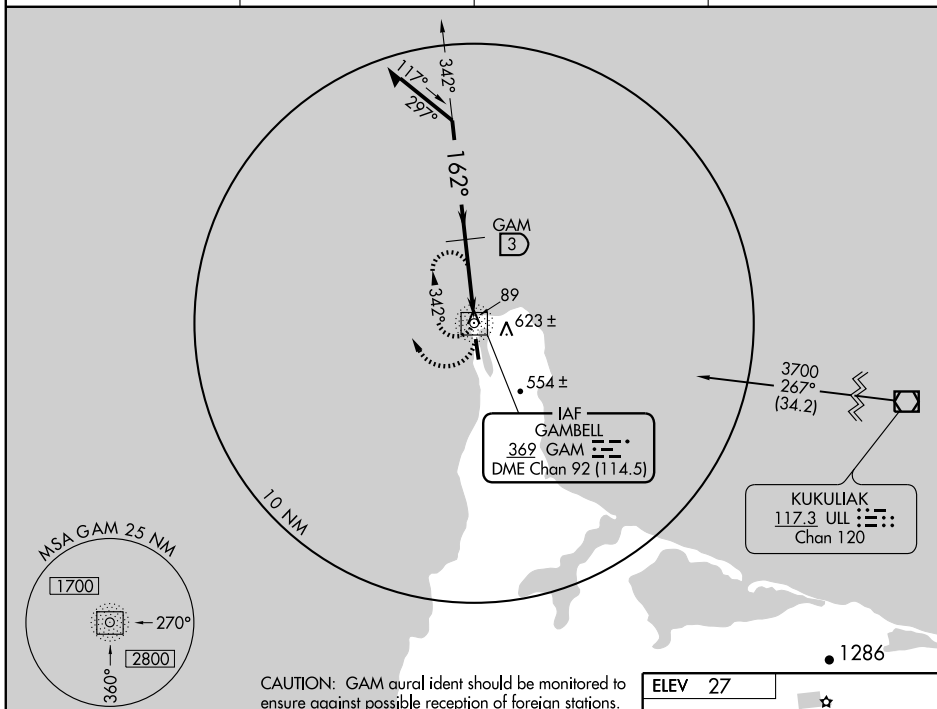 342°
117°
297°
162°
GAM
3
89
342°
623 ±
3700
267°
(34.2)
554 ±
IAF
GAMBELL
369 GAM
DME Chan 92 (114.5)
KUKULIAK
117.3 ULL
Chan 120
10 NM
MSA GAM 25 NM
1700
270°
2800
360°
1286
CAUTION: GAM aural ident should be monitored to
ensure against possible reception of foreign stations.
ELEV 27